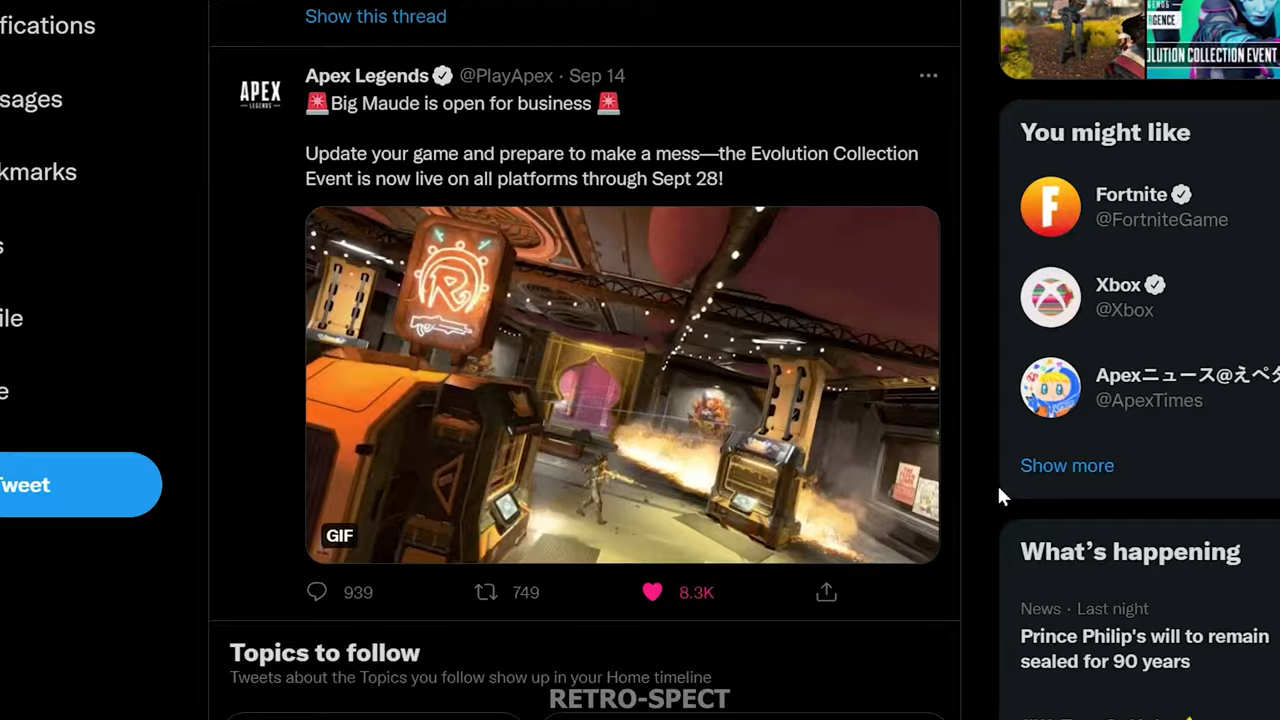 fications
sages
kmarks
s
ile
e
Tweet
Show this thread
APEX
LEGENDS
Apex Legends @PlayApex · Sep 14
🚨Big Maude is open for business 🚨
Update your game and prepare to make a mess—the Evolution Collection
Event is now live on all platforms through Sept 28!
R
GIF
939
749
8.3K
Topics to follow
Tweets about the Topics you follow show up in your Home timeline
RETRO-SPECT
RGENCE
OLUTION COLLECTION EVENT
You might like
Fortnite
@FortniteGame
Xbox
@Xbox
Apexニュース@えペタ
@ApexTimes
Show more
What's happening
News · Last night
Prince Philip's will to remain
sealed for 90 years